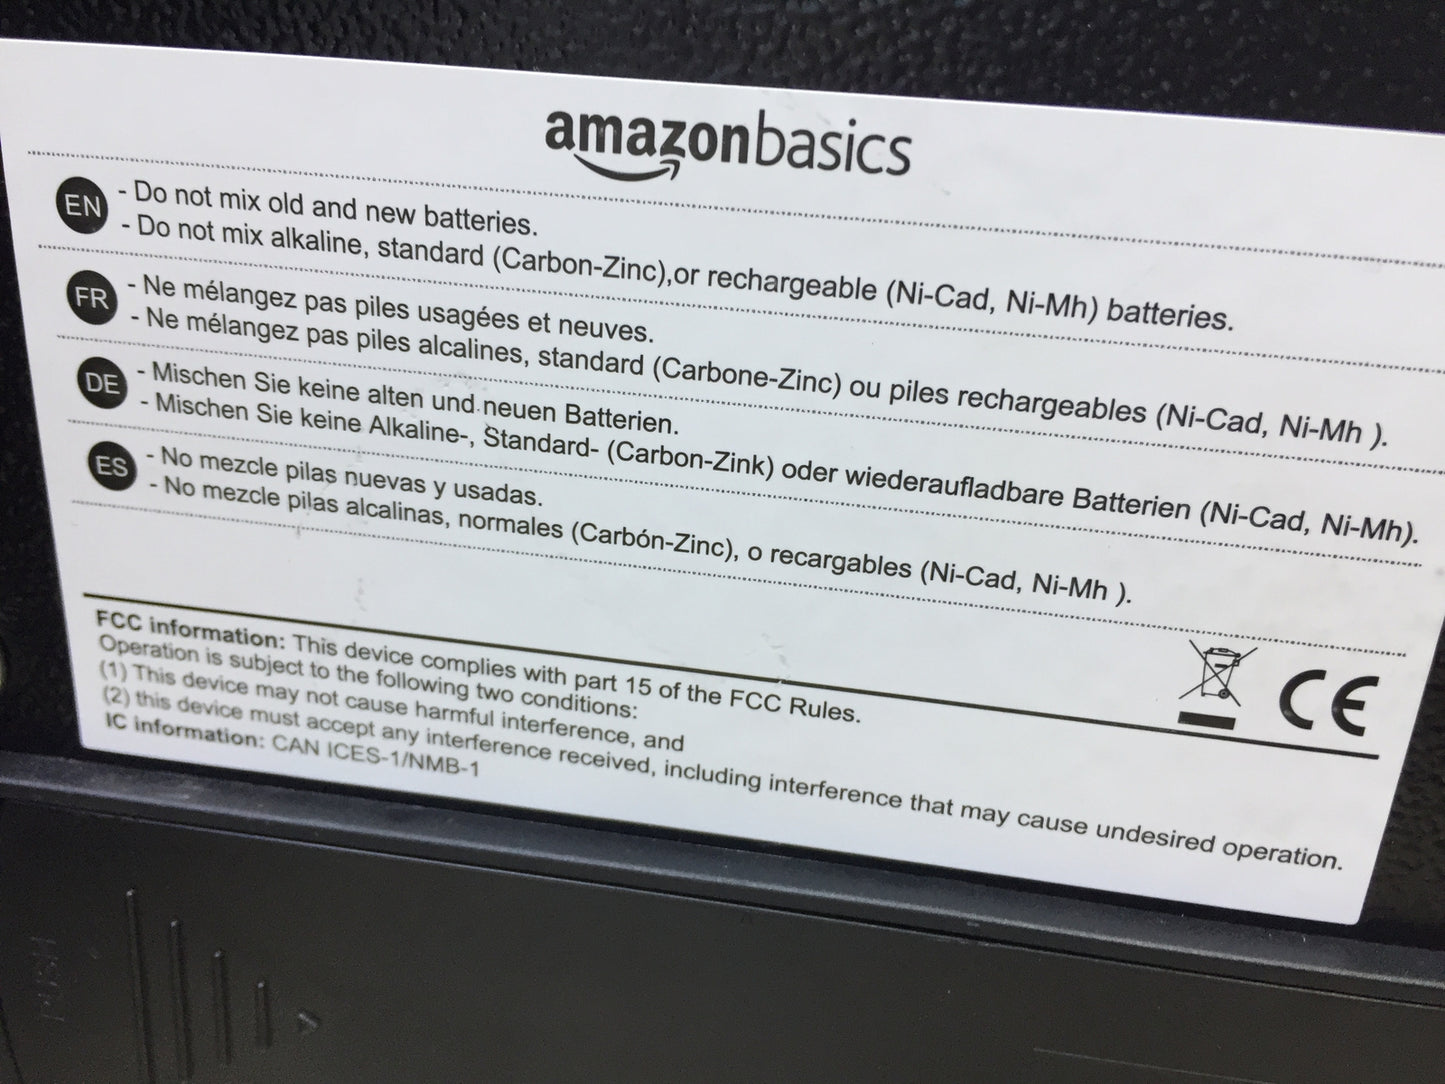 amazonbasics
EN
- Do not mix old and new batteries.
- Do not mix alkaline, standard (Carbon-Zinc),or rechargeable (Ni-Cad, Ni-Mh) batteries.
FR
- Ne mélangez pas piles usagées et neuves.
- Ne mélangez pas piles alcalines, standard (Carbone-Zinc) ou piles rechargeables (Ni-Cad, Ni-Mh ).
DE
- Mischen Sie keine alten und neuen Batterien.
- Mischen Sie keine Alkaline-, Standard- (Carbon-Zink) oder wiederaufladbare Batterien (Ni-Cad, Ni-Mh).
ES
- No mezcle pilas nuevas y usadas.
- No mezcle pilas alcalinas, normales (Carbón-Zinc), o recargables (Ni-Cad, Ni-Mh ).
CE
FCC information: This device complies with part 15 of the FCC Rules.
Operation is subject to the following two conditions:
(1) This device may not cause harmful interference, and
(2) this device must accept any interference received, including interference that may cause undesired operation.
IC information: CAN ICES-1/NMB-1
PUSH